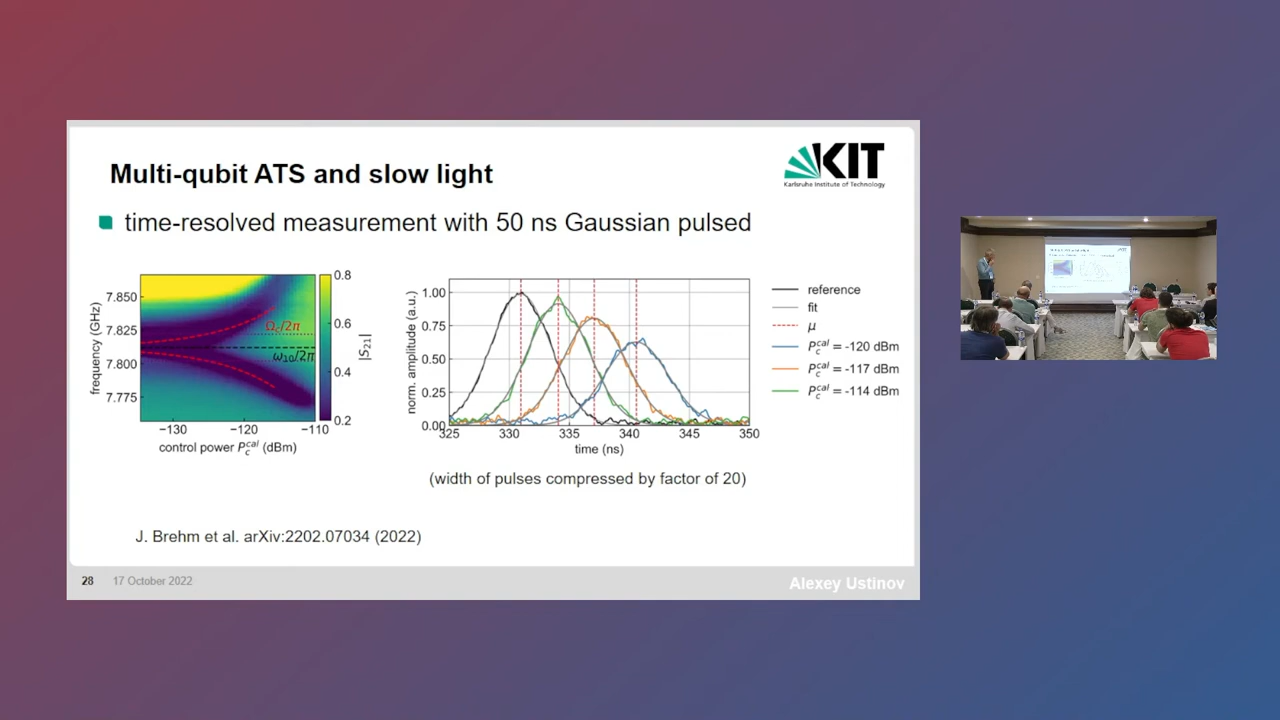 Multi-qubit ATS and slow light
KIT
Karlsruhe Institute of Technology
time-resolved measurement with 50 ns Gaussian pulsed
frequency (GHz)
7.850
7.825
7.800
7.775
−130
−120
−110
control power P_c^cal (dBm)
Ω_c/2π
ω_10/2π
0.8
0.6
0.4
0.2
|S_21|
norm. amplitude (a.u.)
1.00
0.75
0.50
0.25
0.00
325
330
335
340
345
350
time (ns)
reference
fit
μ
P_c^cal = -120 dBm
P_c^cal = -117 dBm
P_c^cal = -114 dBm
(width of pulses compressed by factor of 20)
J. Brehm et al. arXiv:2202.07034 (2022)
28
17 October 2022
Alexey Ustinov